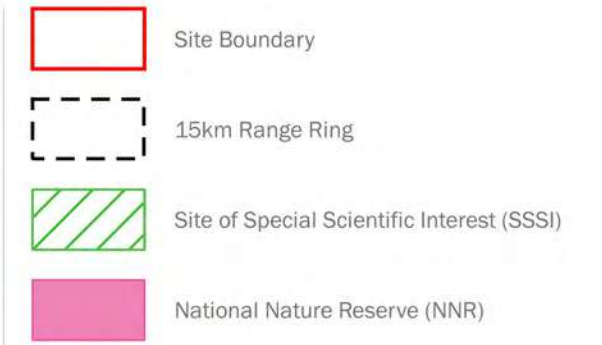 Site Boundary
15km Range Ring
Site of Special Scientific Interest (SSSI)
National Nature Reserve (NNR)